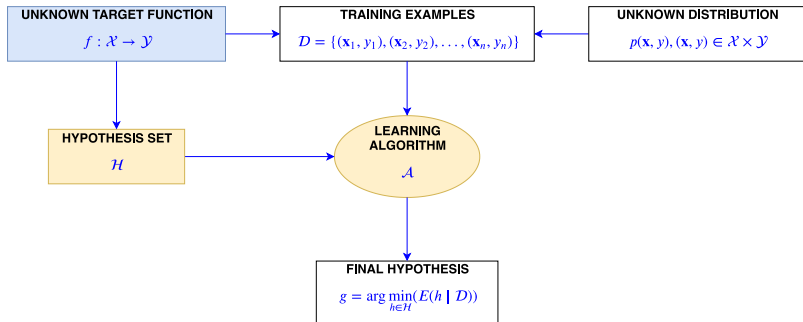 UNKNOWN TARGET FUNCTION
f : 𝒳 → 𝒴
TRAINING EXAMPLES
𝒟 = {(𝐱₁, y₁), (𝐱₂, y₂), . . . , (𝐱ₙ, yₙ)}
UNKNOWN DISTRIBUTION
p(𝐱, y), (𝐱, y) ∈ 𝒳 × 𝒴
HYPOTHESIS SET
ℋ
LEARNING
ALGORITHM
𝒜
FINAL HYPOTHESIS
g = arg min(E(h | 𝒟))
h∈ℋ